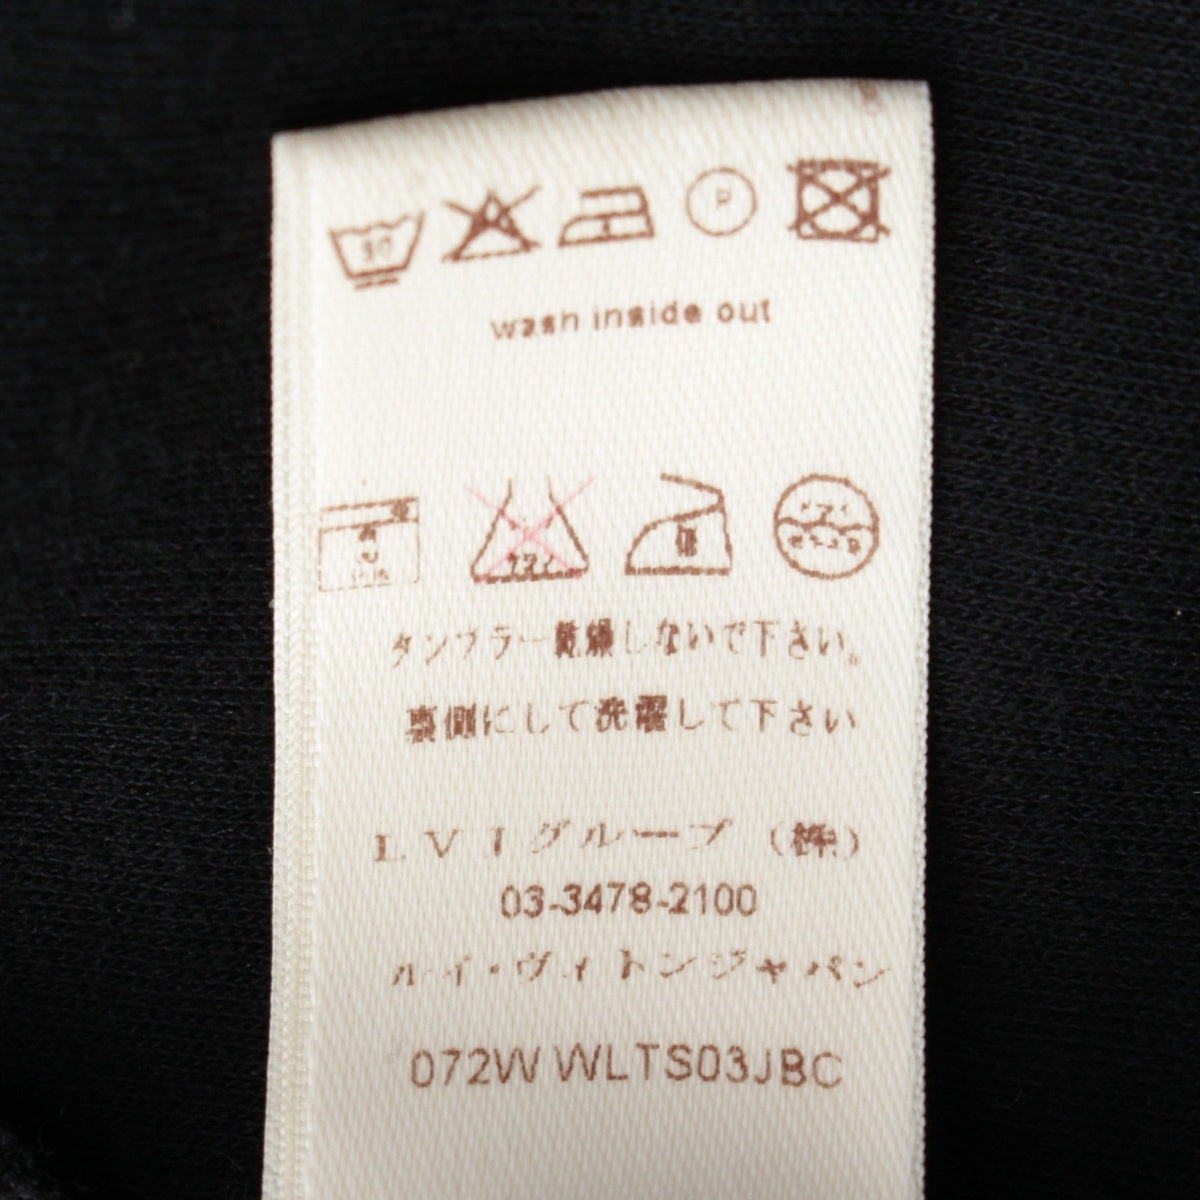 30
P
wash inside out
低
タンブラー乾燥しないで下さい。
裏側にして洗濯して下さい
LVJグループ（株）
03-3478-2100
ルイ・ヴィトンジャパン
072W WLTS03JBC